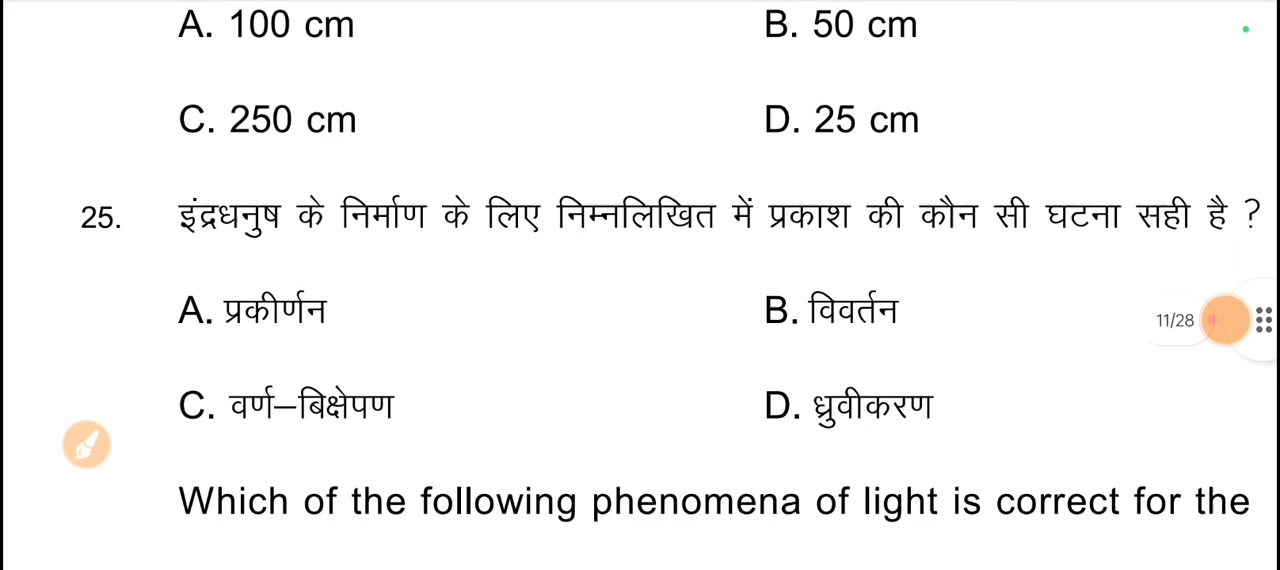 A. 100 cm B. 50 cm
C. 250 cm D. 25 cm
25. इंद्रधनुष के निर्माण के लिए निम्नलिखित में प्रकाश की कौन सी घटना सही है ?
A. प्रकीर्णन B. विवर्तन
11/28
C. वर्ण–बिक्षेपण D. ध्रुवीकरण
Which of the following phenomena of light is correct for the